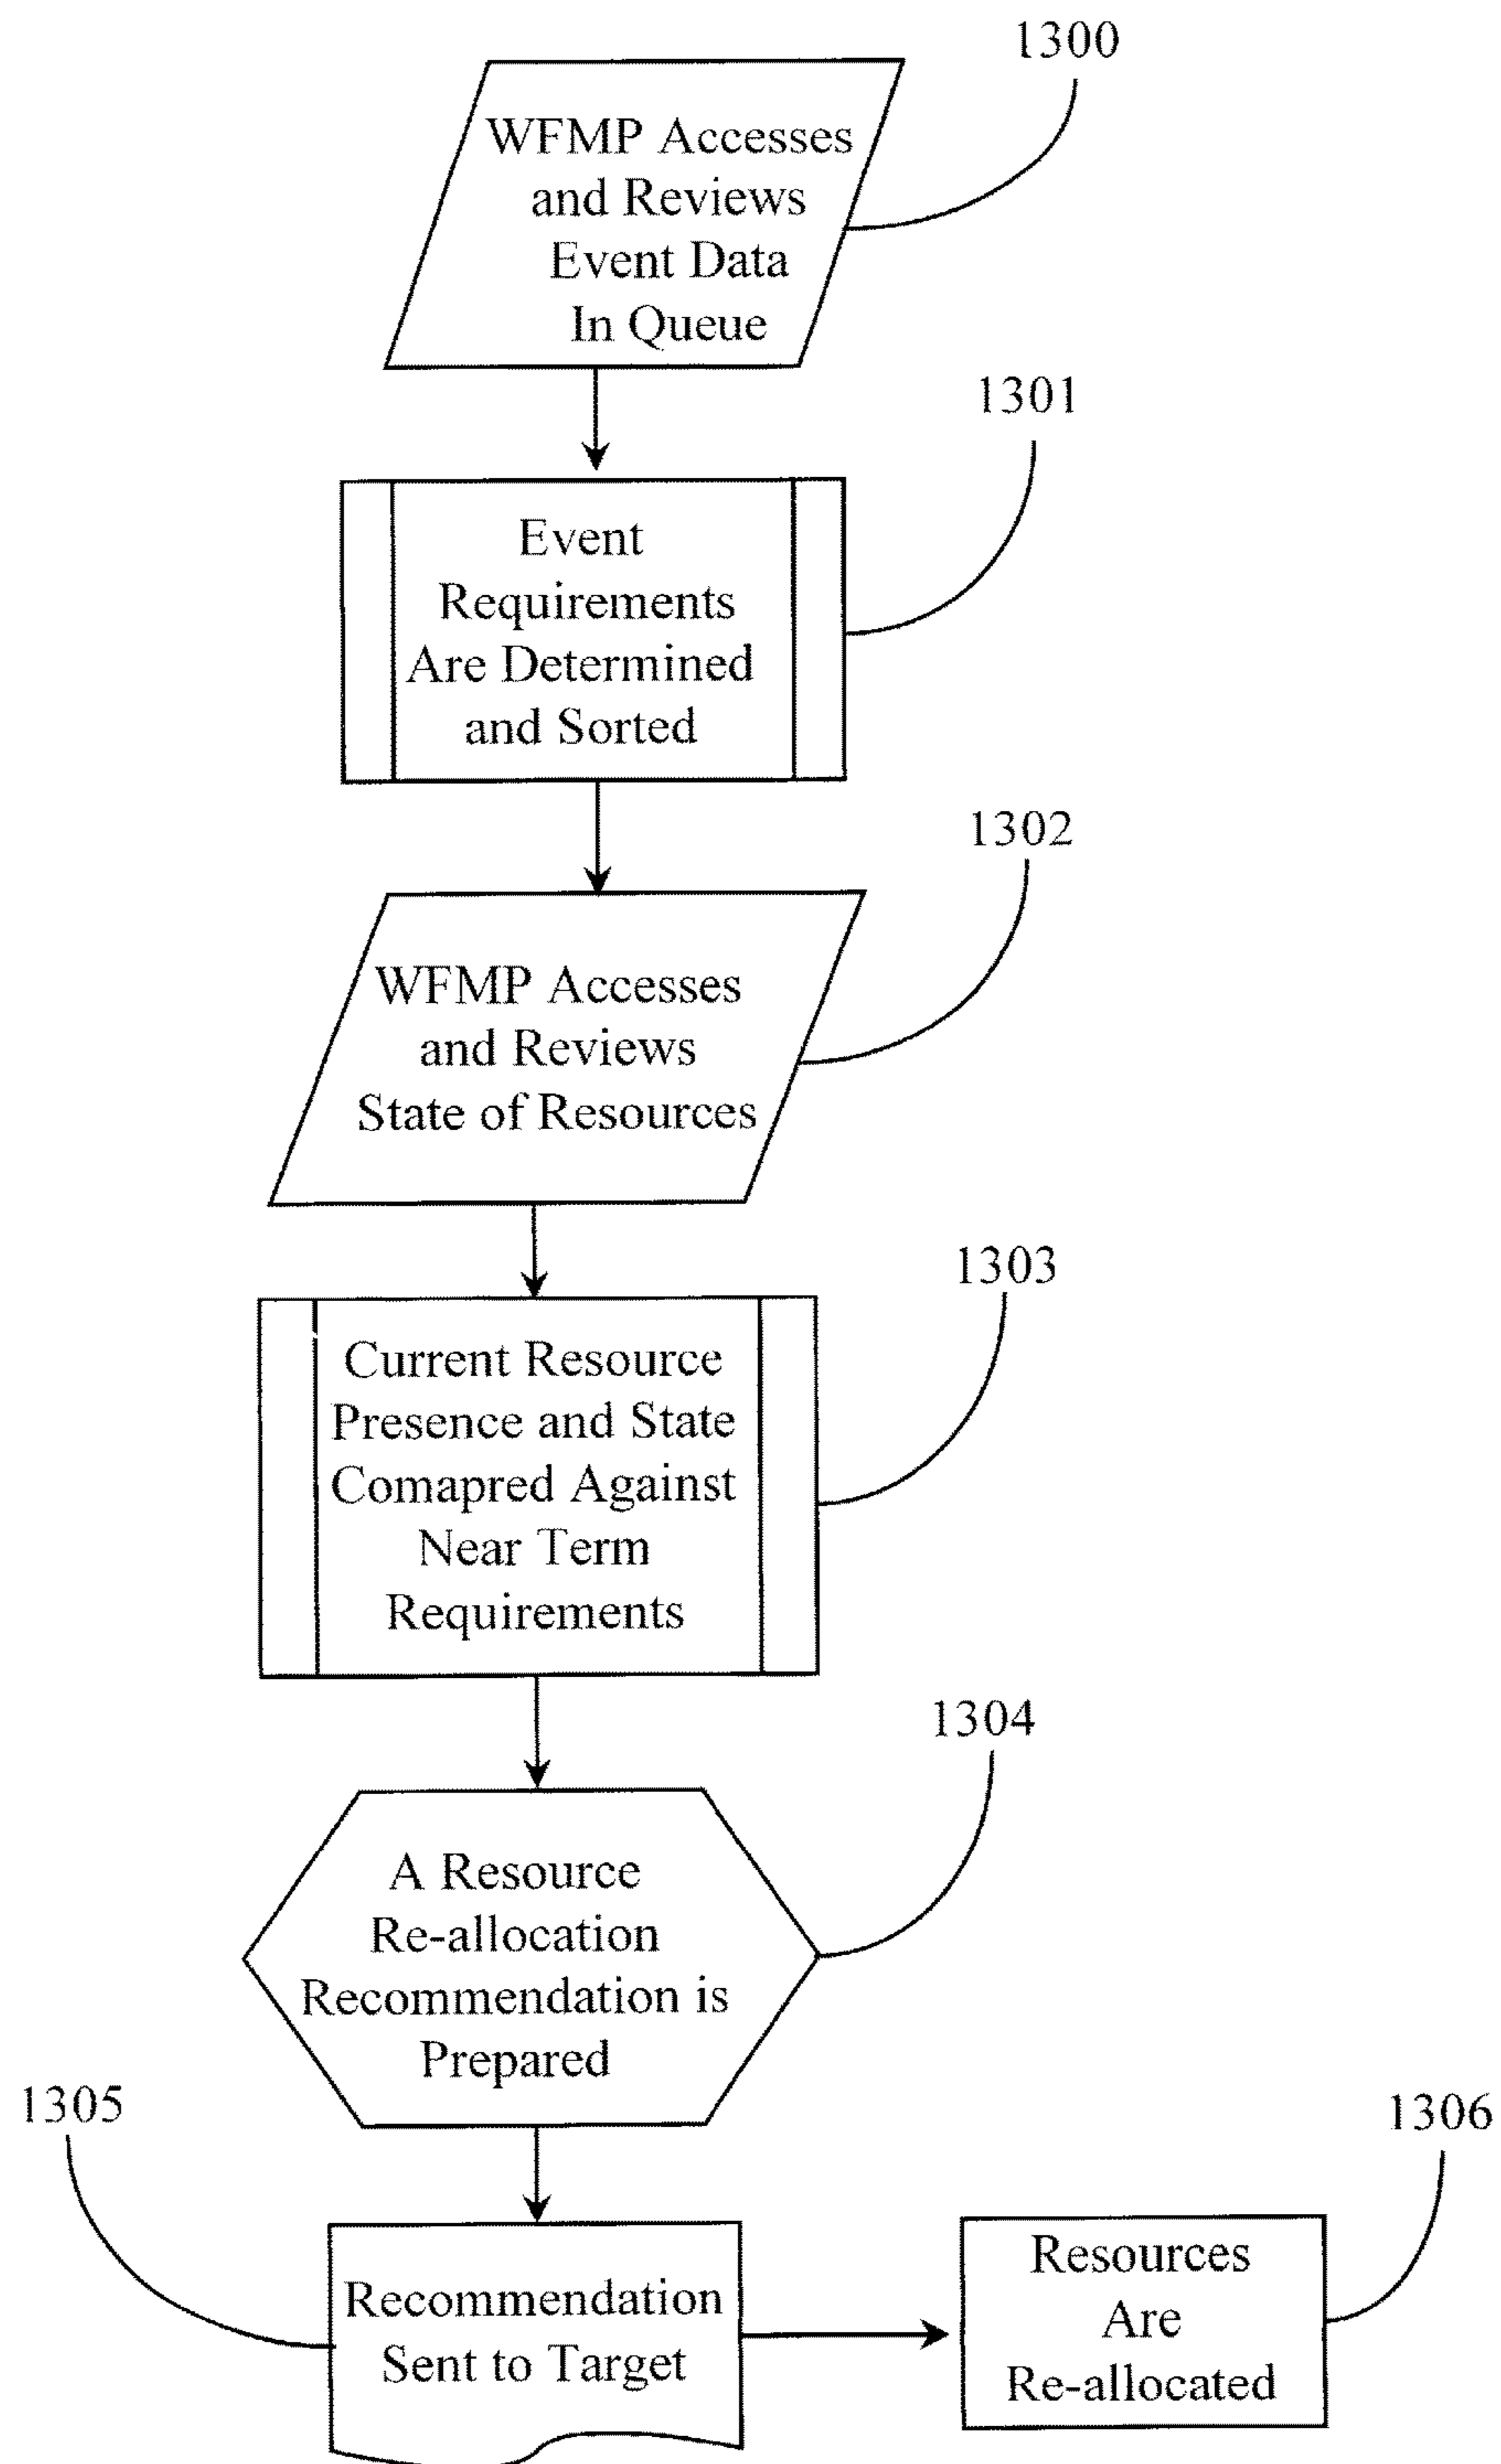 1300
WFMP Accesses
and Reviews
Event Data
In Queue
1301
Event
Requirements
Are Determined
and Sorted
1302
WFMP Accesses
and Reviews
State of Resources
1303
Current Resource
Presence and State
Comapred Against
Near Term
Requirements
1304
A Resource
Re-allocation
Recommendation is
Prepared
1305
1306
Recommendation
Sent to Target
Resources
Are
Re-allocated